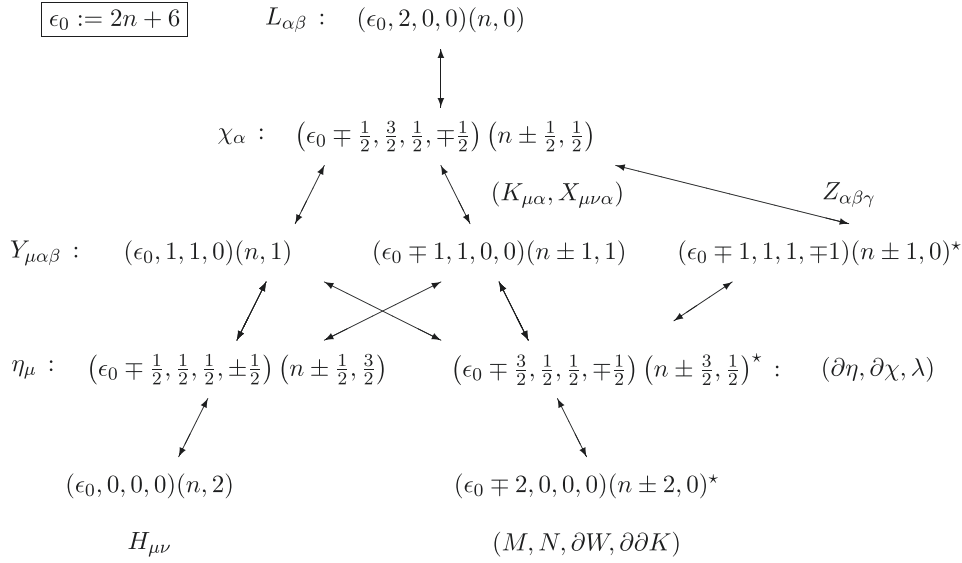 ϵ₀ := 2n + 6    L_{αβ} :    (ϵ₀, 2, 0, 0)(n, 0)
χ_α :    (ϵ₀ ∓ 1/2, 3/2, 1/2, ∓1/2) (n ± 1/2, 1/2)
(K_{μα}, X_{μνα})    Z_{αβγ}
Y_{μαβ} :    (ϵ₀, 1, 1, 0)(n, 1)    (ϵ₀ ∓ 1, 1, 0, 0)(n ± 1, 1)    (ϵ₀ ∓ 1, 1, 1, ∓1)(n ± 1, 0)*
η_μ :    (ϵ₀ ∓ 1/2, 1/2, 1/2, ±1/2) (n ± 1/2, 3/2)    (ϵ₀ ∓ 3/2, 1/2, 1/2, ∓1/2) (n ± 3/2, 1/2)* :    (∂η, ∂χ, λ)
(ϵ₀, 0, 0, 0)(n, 2)    (ϵ₀ ∓ 2, 0, 0, 0)(n ± 2, 0)*
H_{μν}    (M, N, ∂W, ∂∂K)